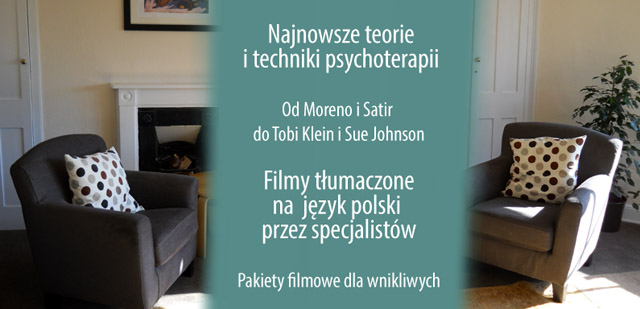 Najnowsze teorie
i techniki psychoterapii
Od Moreno i Satir
do Tobi Klein i Sue Johnson
Filmy tłumaczone
na język polski
przez specjalistów
Pakiety filmowe dla wnikliwych